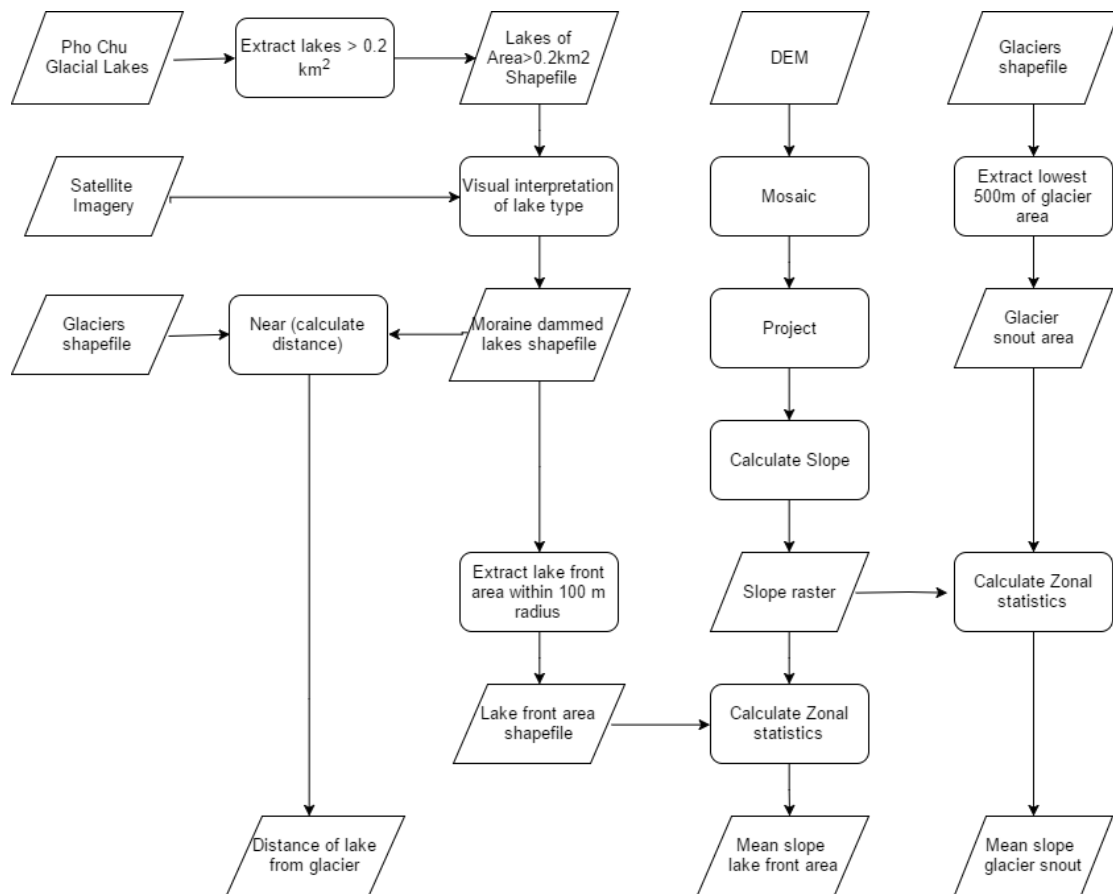 Pho Chu
Glacial Lakes
Extract lakes > 0.2
km2
Lakes of
Area>0.2km2
Shapefile
DEM
Glaciers
shapefile
Satellite
Imagery
Visual interpretation
of lake type
Mosaic
Extract lowest
500m of glacier
area
Glaciers
shapefile
Near (calculate
distance)
Moraine dammed
lakes shapefile
Project
Glacier
snout area
Calculate Slope
Extract lake front
area within 100 m
radius
Slope raster
Calculate Zonal
statistics
Lake front area
shapefile
Calculate Zonal
statistics
Distance of lake
from glacier
Mean slope
lake front area
Mean slope
glacier snout